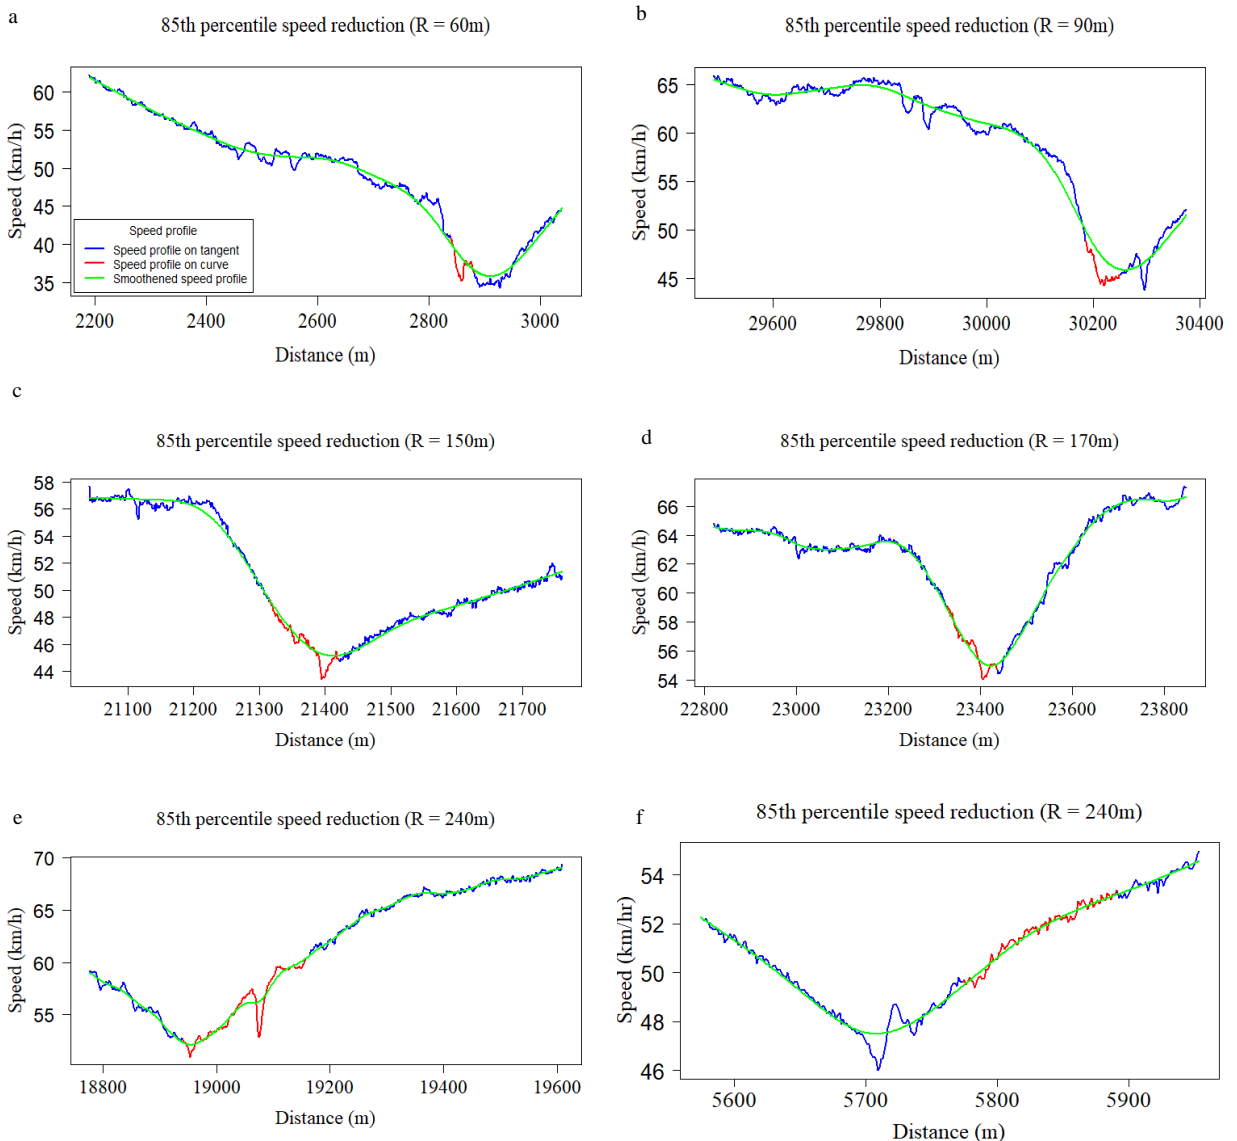 a
85th percentile speed reduction (R = 60m)
Speed (km/h)
60
55
50
45
40
35
Speed profile
Speed profile on tangent
Speed profile on curve
Smoothened speed profile
2200 2400 2600 2800 3000
Distance (m)
b
85th percentile speed reduction (R = 90m)
Speed (km/h)
65
60
55
50
45
29600 29800 30000 30200 30400
Distance (m)
c
85th percentile speed reduction (R = 150m)
Speed (km/h)
58
56
54
52
50
48
46
44
21100 21200 21300 21400 21500 21600 21700
Distance (m)
d
85th percentile speed reduction (R = 170m)
Speed (km/h)
66
64
62
60
58
56
54
22800 23000 23200 23400 23600 23800
Distance (m)
e
85th percentile speed reduction (R = 240m)
Speed (km/h)
70
65
60
55
18800 19000 19200 19400 19600
Distance (m)
f
85th percentile speed reduction (R = 240m)
Speed (km/hr)
54
52
50
48
46
5600 5700 5800 5900
Distance (m)